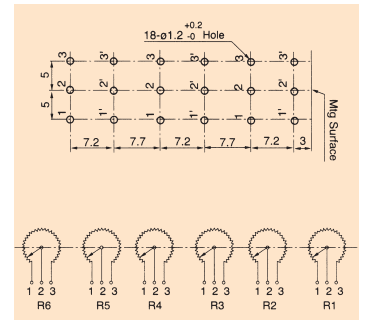 +0.2
18-ø1.2 -0 Hole
3 3' 3 3' 3 3'
5
2 2' 2 2' 2 2'
5
1 1' 1 1' 1 1'
7.2 7.7 7.2 7.7 7.2 3
Mtg Surface
1 2 3 1 2 3 1 2 3 1 2 3 1 2 3 1 2 3
R6 R5 R4 R3 R2 R1